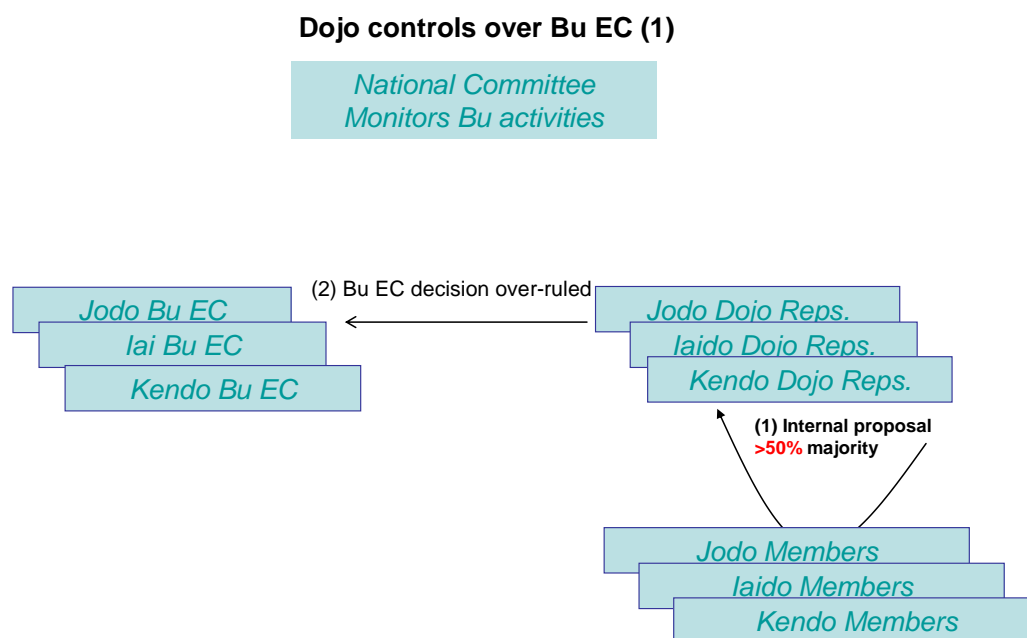 Dojo controls over Bu EC (1)
National Committee
Monitors Bu activities
(2) Bu EC decision over-ruled
Jodo Bu EC
Iai Bu EC
Kendo Bu EC
Jodo Dojo Reps.
Iaido Dojo Reps.
Kendo Dojo Reps.
(1) Internal proposal
>50% majority
Jodo Members
Iaido Members
Kendo Members